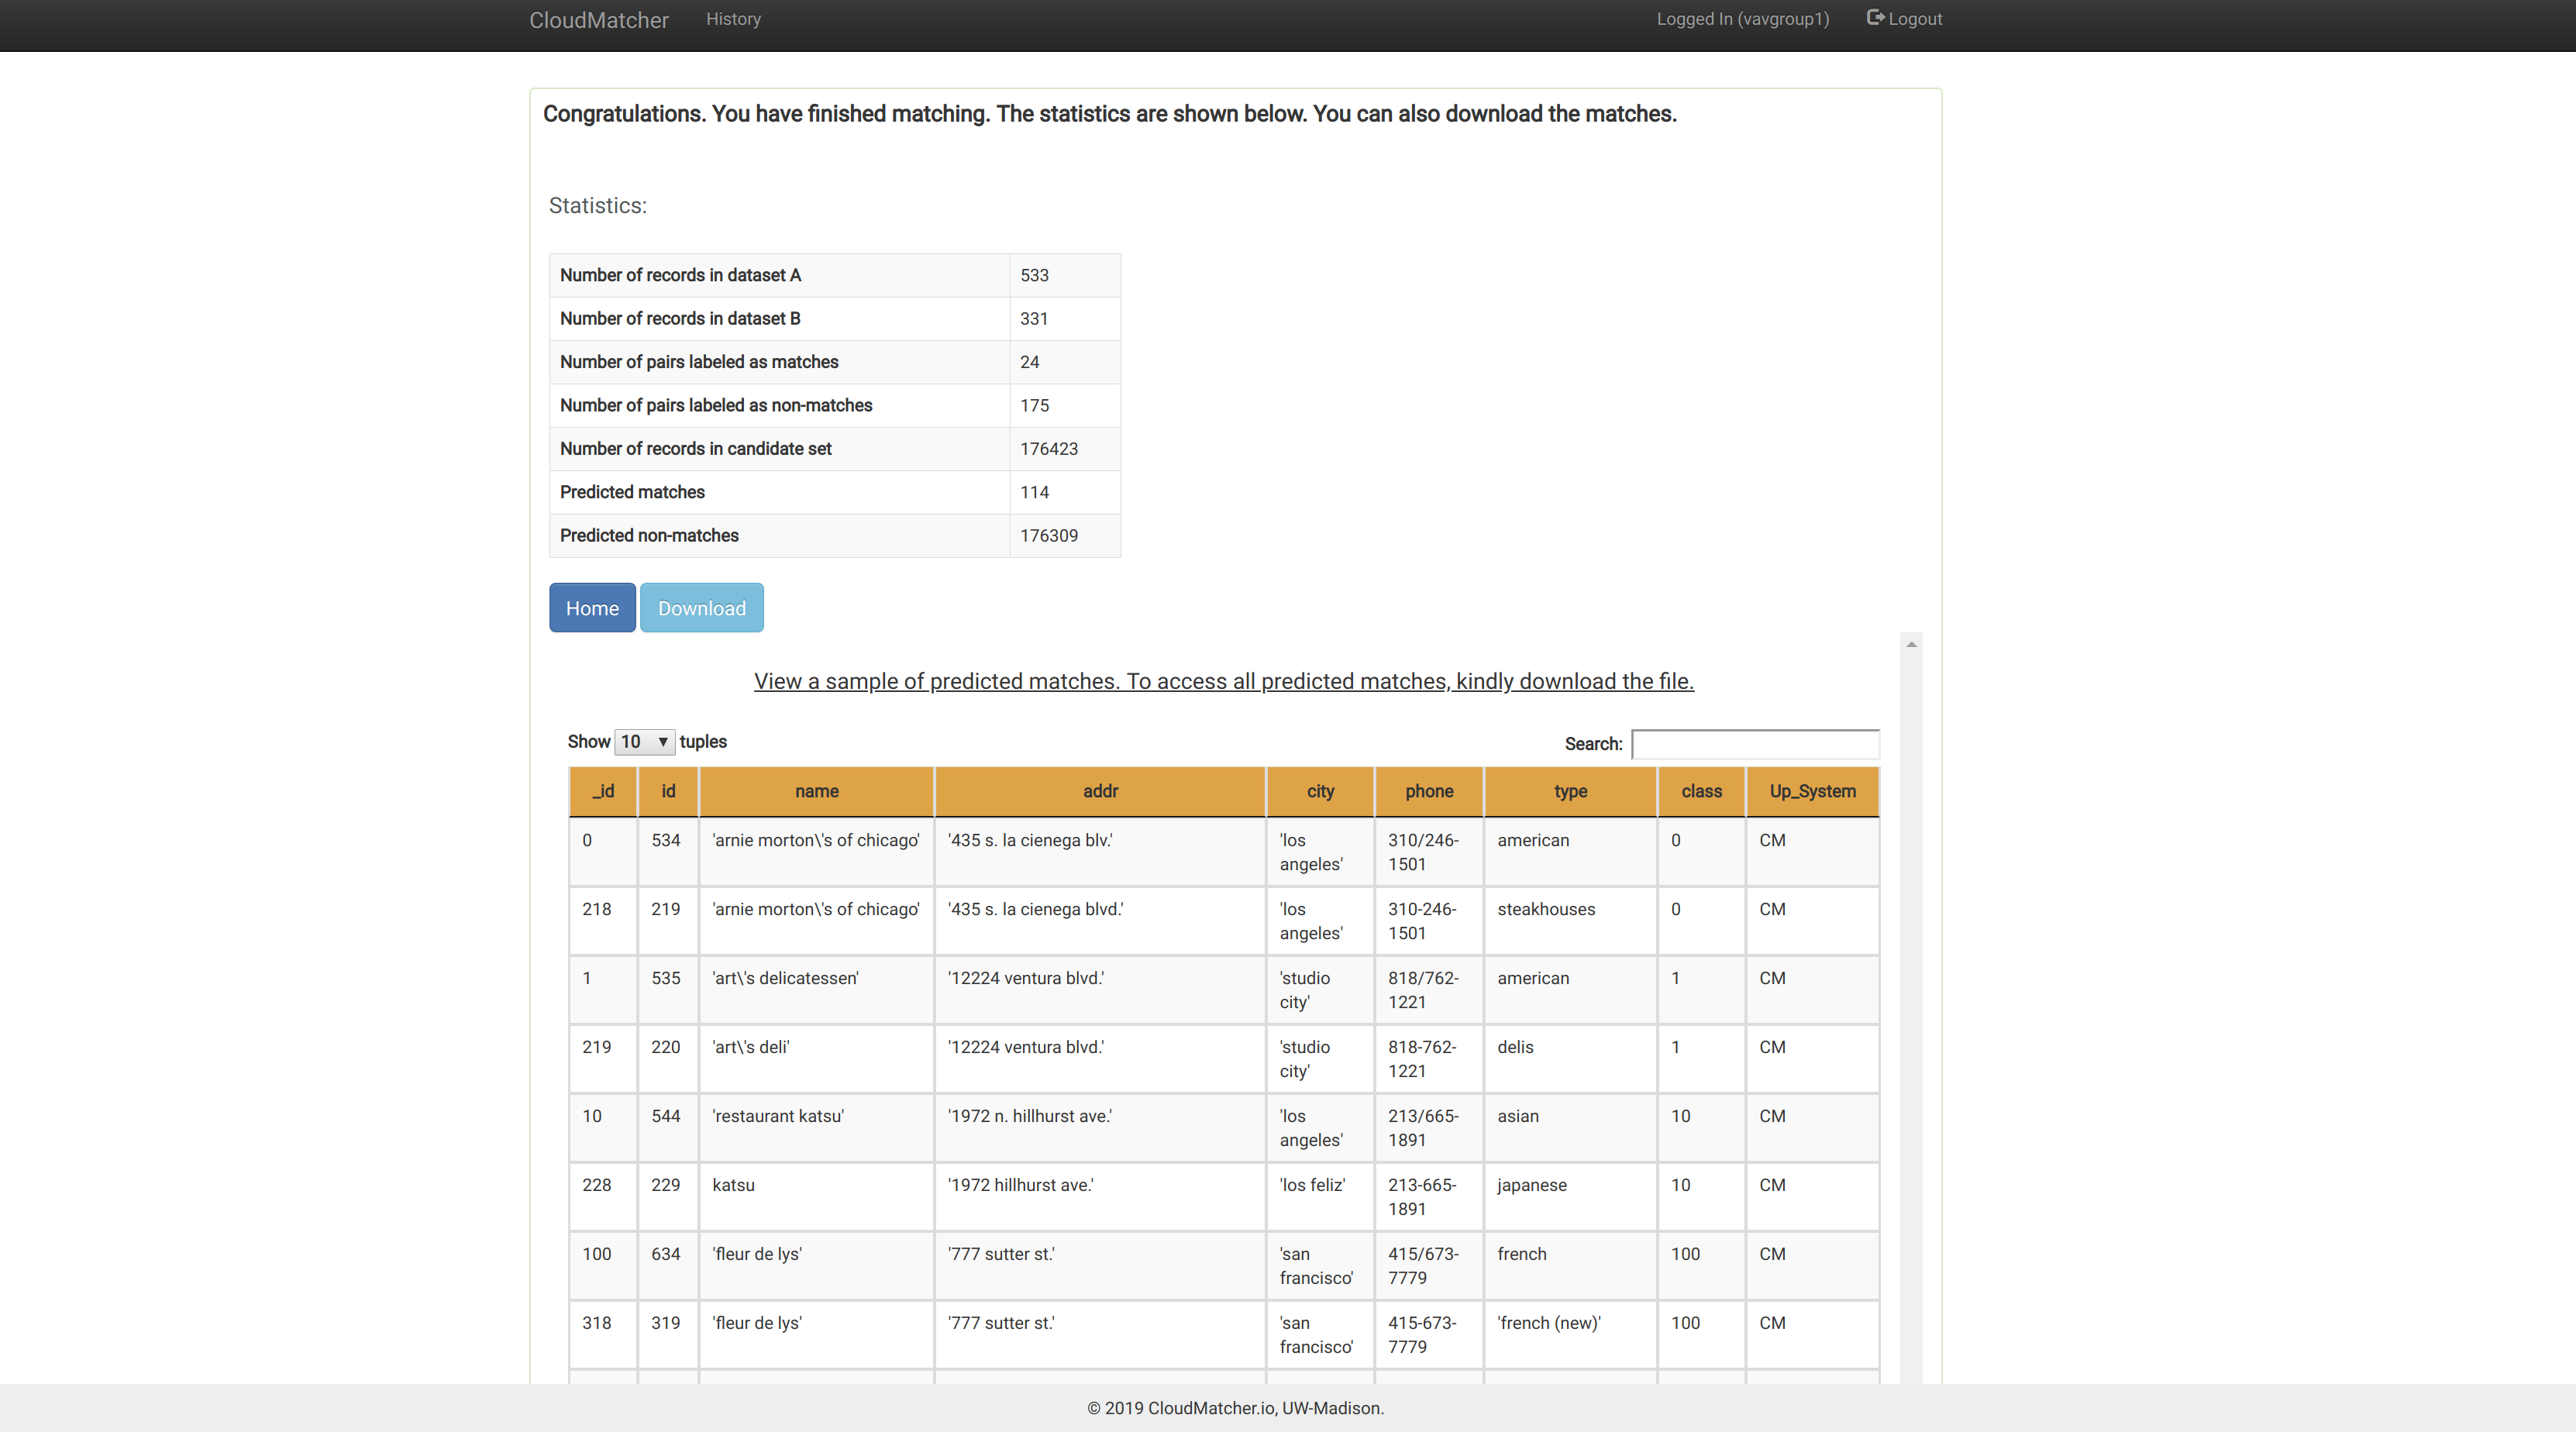 CloudMatcher History Logged In (vavgroup1) Logout
Congratulations. You have finished matching. The statistics are shown below. You can also download the matches.
Statistics:
Number of records in dataset A 533
Number of records in dataset B 331
Number of pairs labeled as matches 24
Number of pairs labeled as non-matches 175
Number of records in candidate set 176423
Predicted matches 114
Predicted non-matches 176309
Home Download
View a sample of predicted matches. To access all predicted matches, kindly download the file.
Show 10 tuples Search:
_id id name addr city phone type class Up_System
0 534 'arnie morton\'s of chicago' '435 s. la cienega blv.' 'los 310/246- american 0 CM
angeles' 1501
218 219 'arnie morton\'s of chicago' '435 s. la cienega blvd.' 'los 310-246- steakhouses 0 CM
angeles' 1501
1 535 'art\'s delicatessen' '12224 ventura blvd.' 'studio 818/762- american 1 CM
city' 1221
219 220 'art\'s deli' '12224 ventura blvd.' 'studio 818-762- delis 1 CM
city' 1221
10 544 'restaurant katsu' '1972 n. hillhurst ave.' 'los 213/665- asian 10 CM
angeles' 1891
228 229 katsu '1972 hillhurst ave.' 'los feliz' 213-665- japanese 10 CM
1891
100 634 'fleur de lys' '777 sutter st.' 'san 415/673- french 100 CM
francisco' 7779
318 319 'fleur de lys' '777 sutter st.' 'san 415-673- 'french (new)' 100 CM
francisco' 7779
© 2019 CloudMatcher.io, UW-Madison.